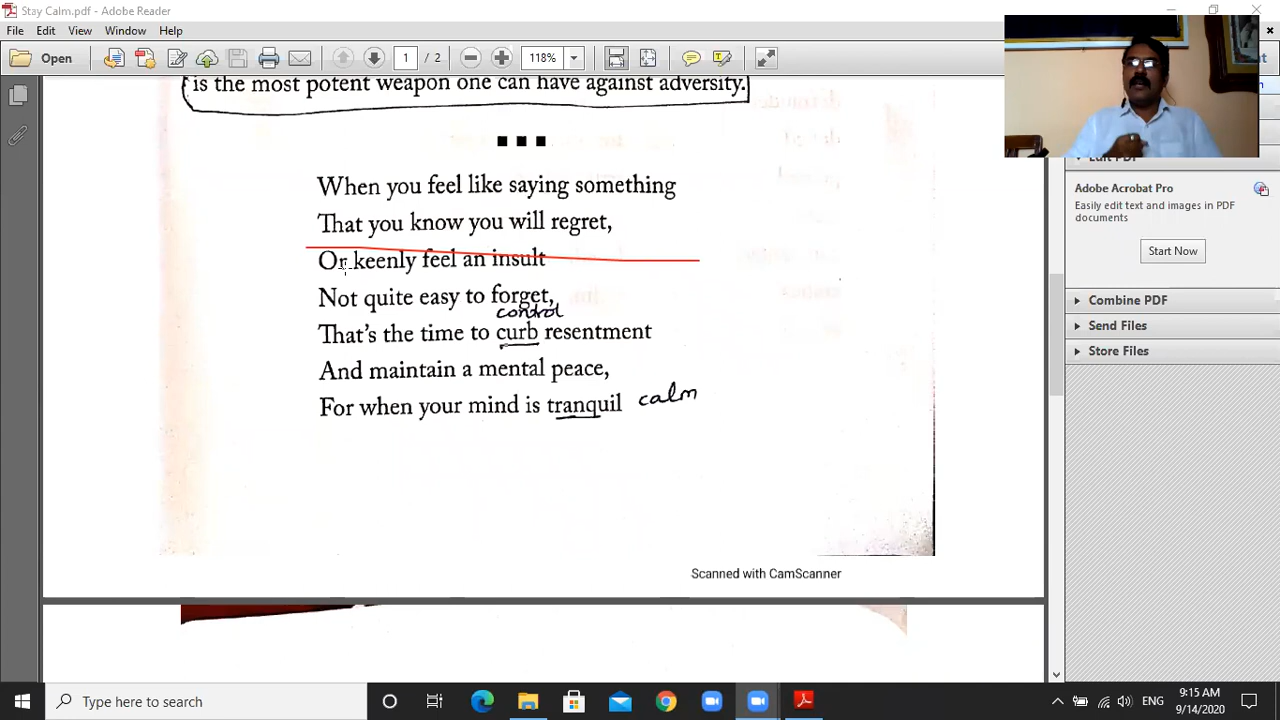 Stay Calm.pdf - Adobe Reader
File Edit View Window Help
Open 1 2 118%
is the most potent weapon one can have against adversity.
When you feel like saying something
That you know you will regret,
Or keenly feel an insult
Not quite easy to forget,
control
That's the time to curb resentment
And maintain a mental peace,
For when your mind is tranquil calm
Scanned with CamScanner
Adobe Acrobat Pro
Easily edit text and images in PDF
documents
Start Now
Combine PDF
Send Files
Store Files
Type here to search
ENG
9:15 AM
9/14/2020